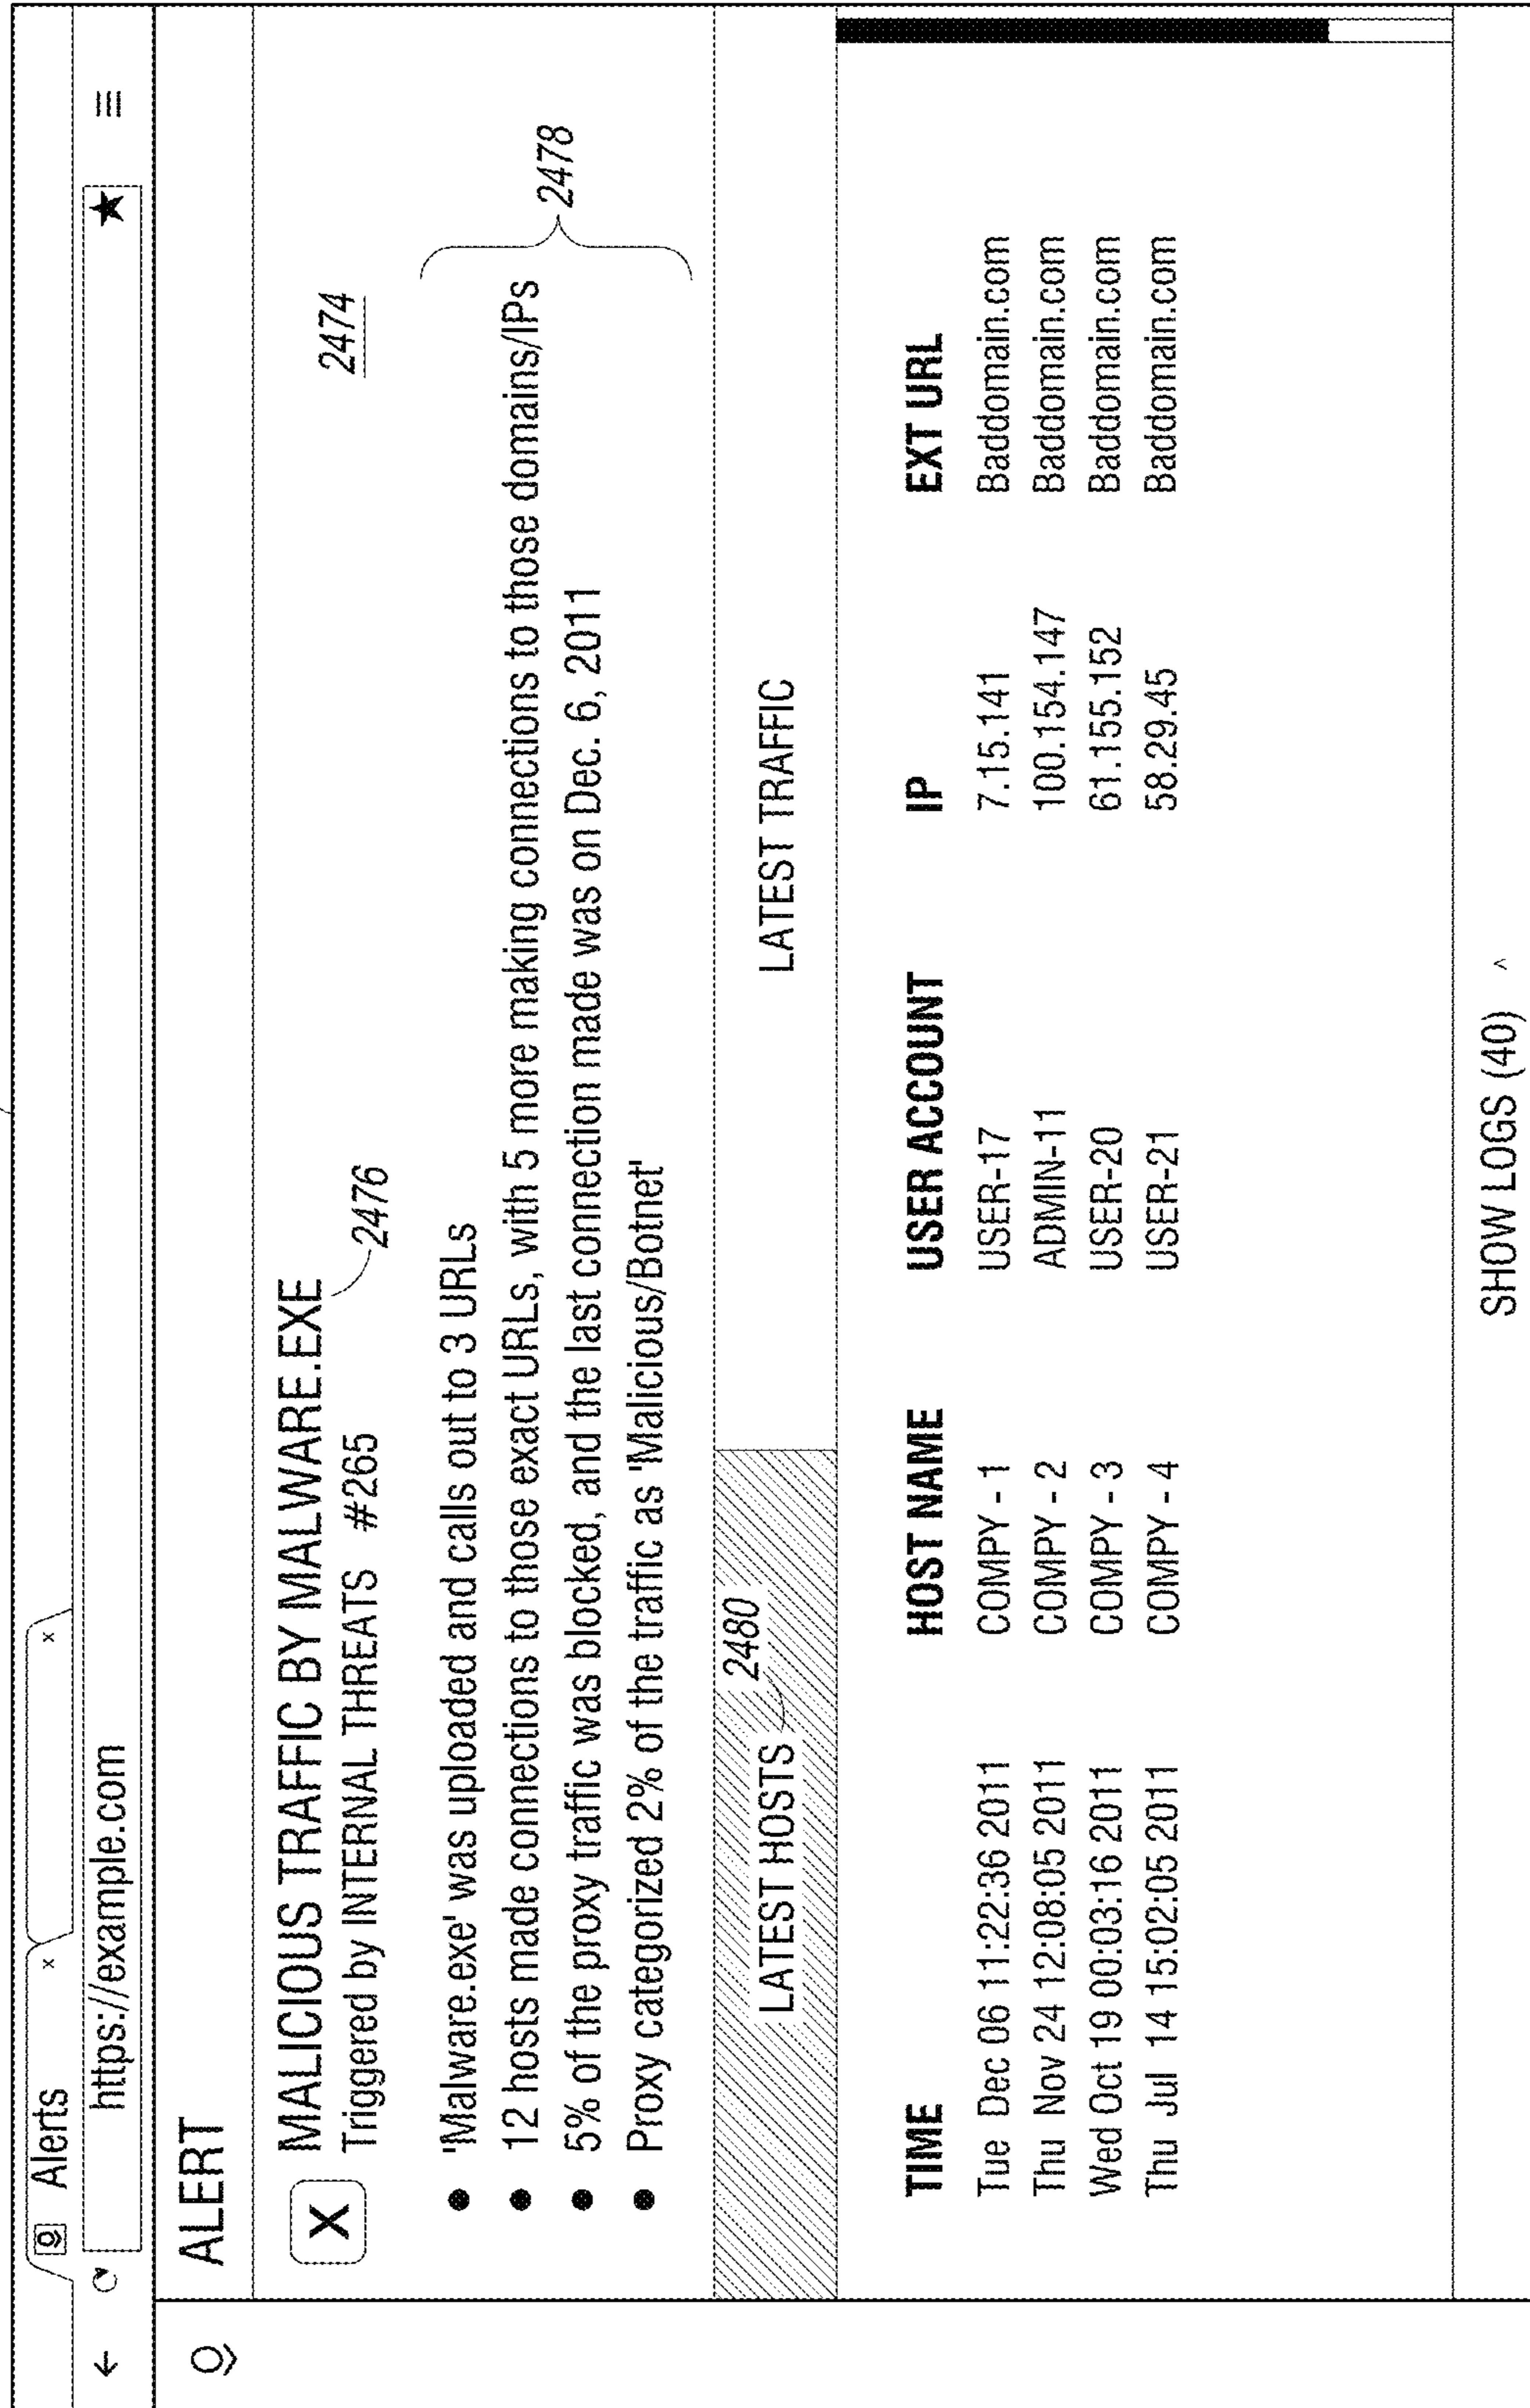 Alerts x x
https://example.com
ALERT
X
MALICIOUS TRAFFIC BY MALWARE.EXE
2476
2474
Triggered by INTERNAL THREATS #265
• 'Malware.exe' was uploaded and calls out to 3 URLs
• 12 hosts made connections to those exact URLs, with 5 more making connections to those domains/IPs
• 5% of the proxy traffic was blocked, and the last connection made was on Dec. 6, 2011
• Proxy categorized 2% of the traffic as 'Malicious/Botnet'
2478
2480
LATEST HOSTS LATEST TRAFFIC
TIME HOST NAME USER ACCOUNT IP EXT URL
Tue Dec 06 11:22:36 2011 COMPY - 1 USER-17 7.15.141 Baddomain.com
Thu Nov 24 12:08:05 2011 COMPY - 2 ADMIN-11 100.154.147 Baddomain.com
Wed Oct 19 00:03:16 2011 COMPY - 3 USER-20 61.155.152 Baddomain.com
Thu Jul 14 15:02:05 2011 COMPY - 4 USER-21 58.29.45 Baddomain.com
SHOW LOGS (40) ^